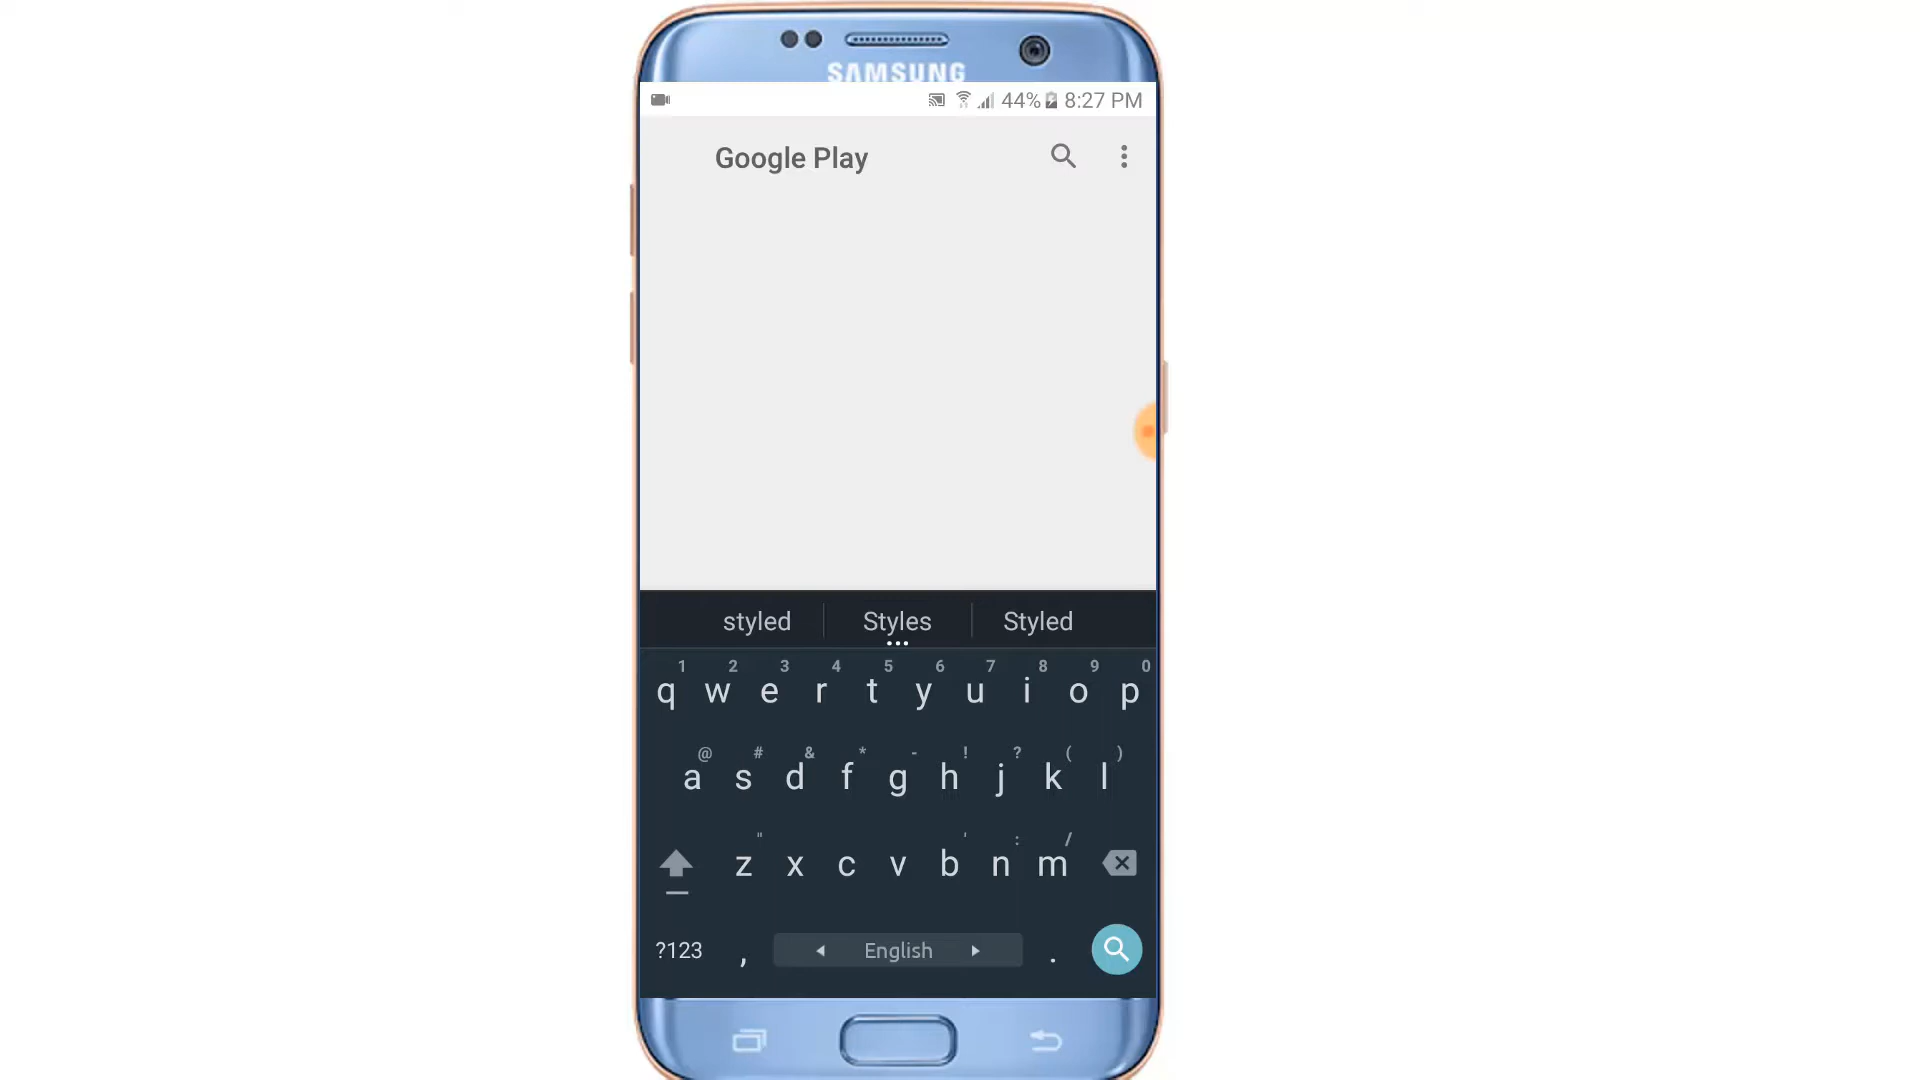 SAMSUNG
44% 8:27 PM
Google Play
styled Styles Styled
1 2 3 4 5 6 7 8 9 0
q w e r t y u i o p
@ # & * - ! ? ( )
a s d f g h j k l
" ' : /
z x c v b n m
?123 , English .